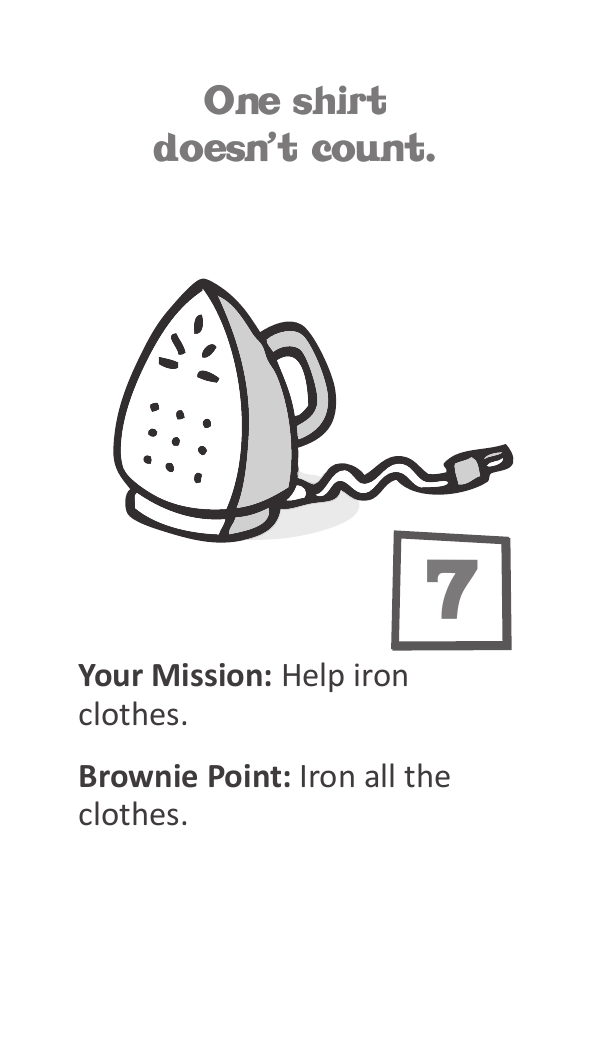 One shirt
doesn't count.
7
Your Mission: Help iron
clothes.
Brownie Point: Iron all the
clothes.